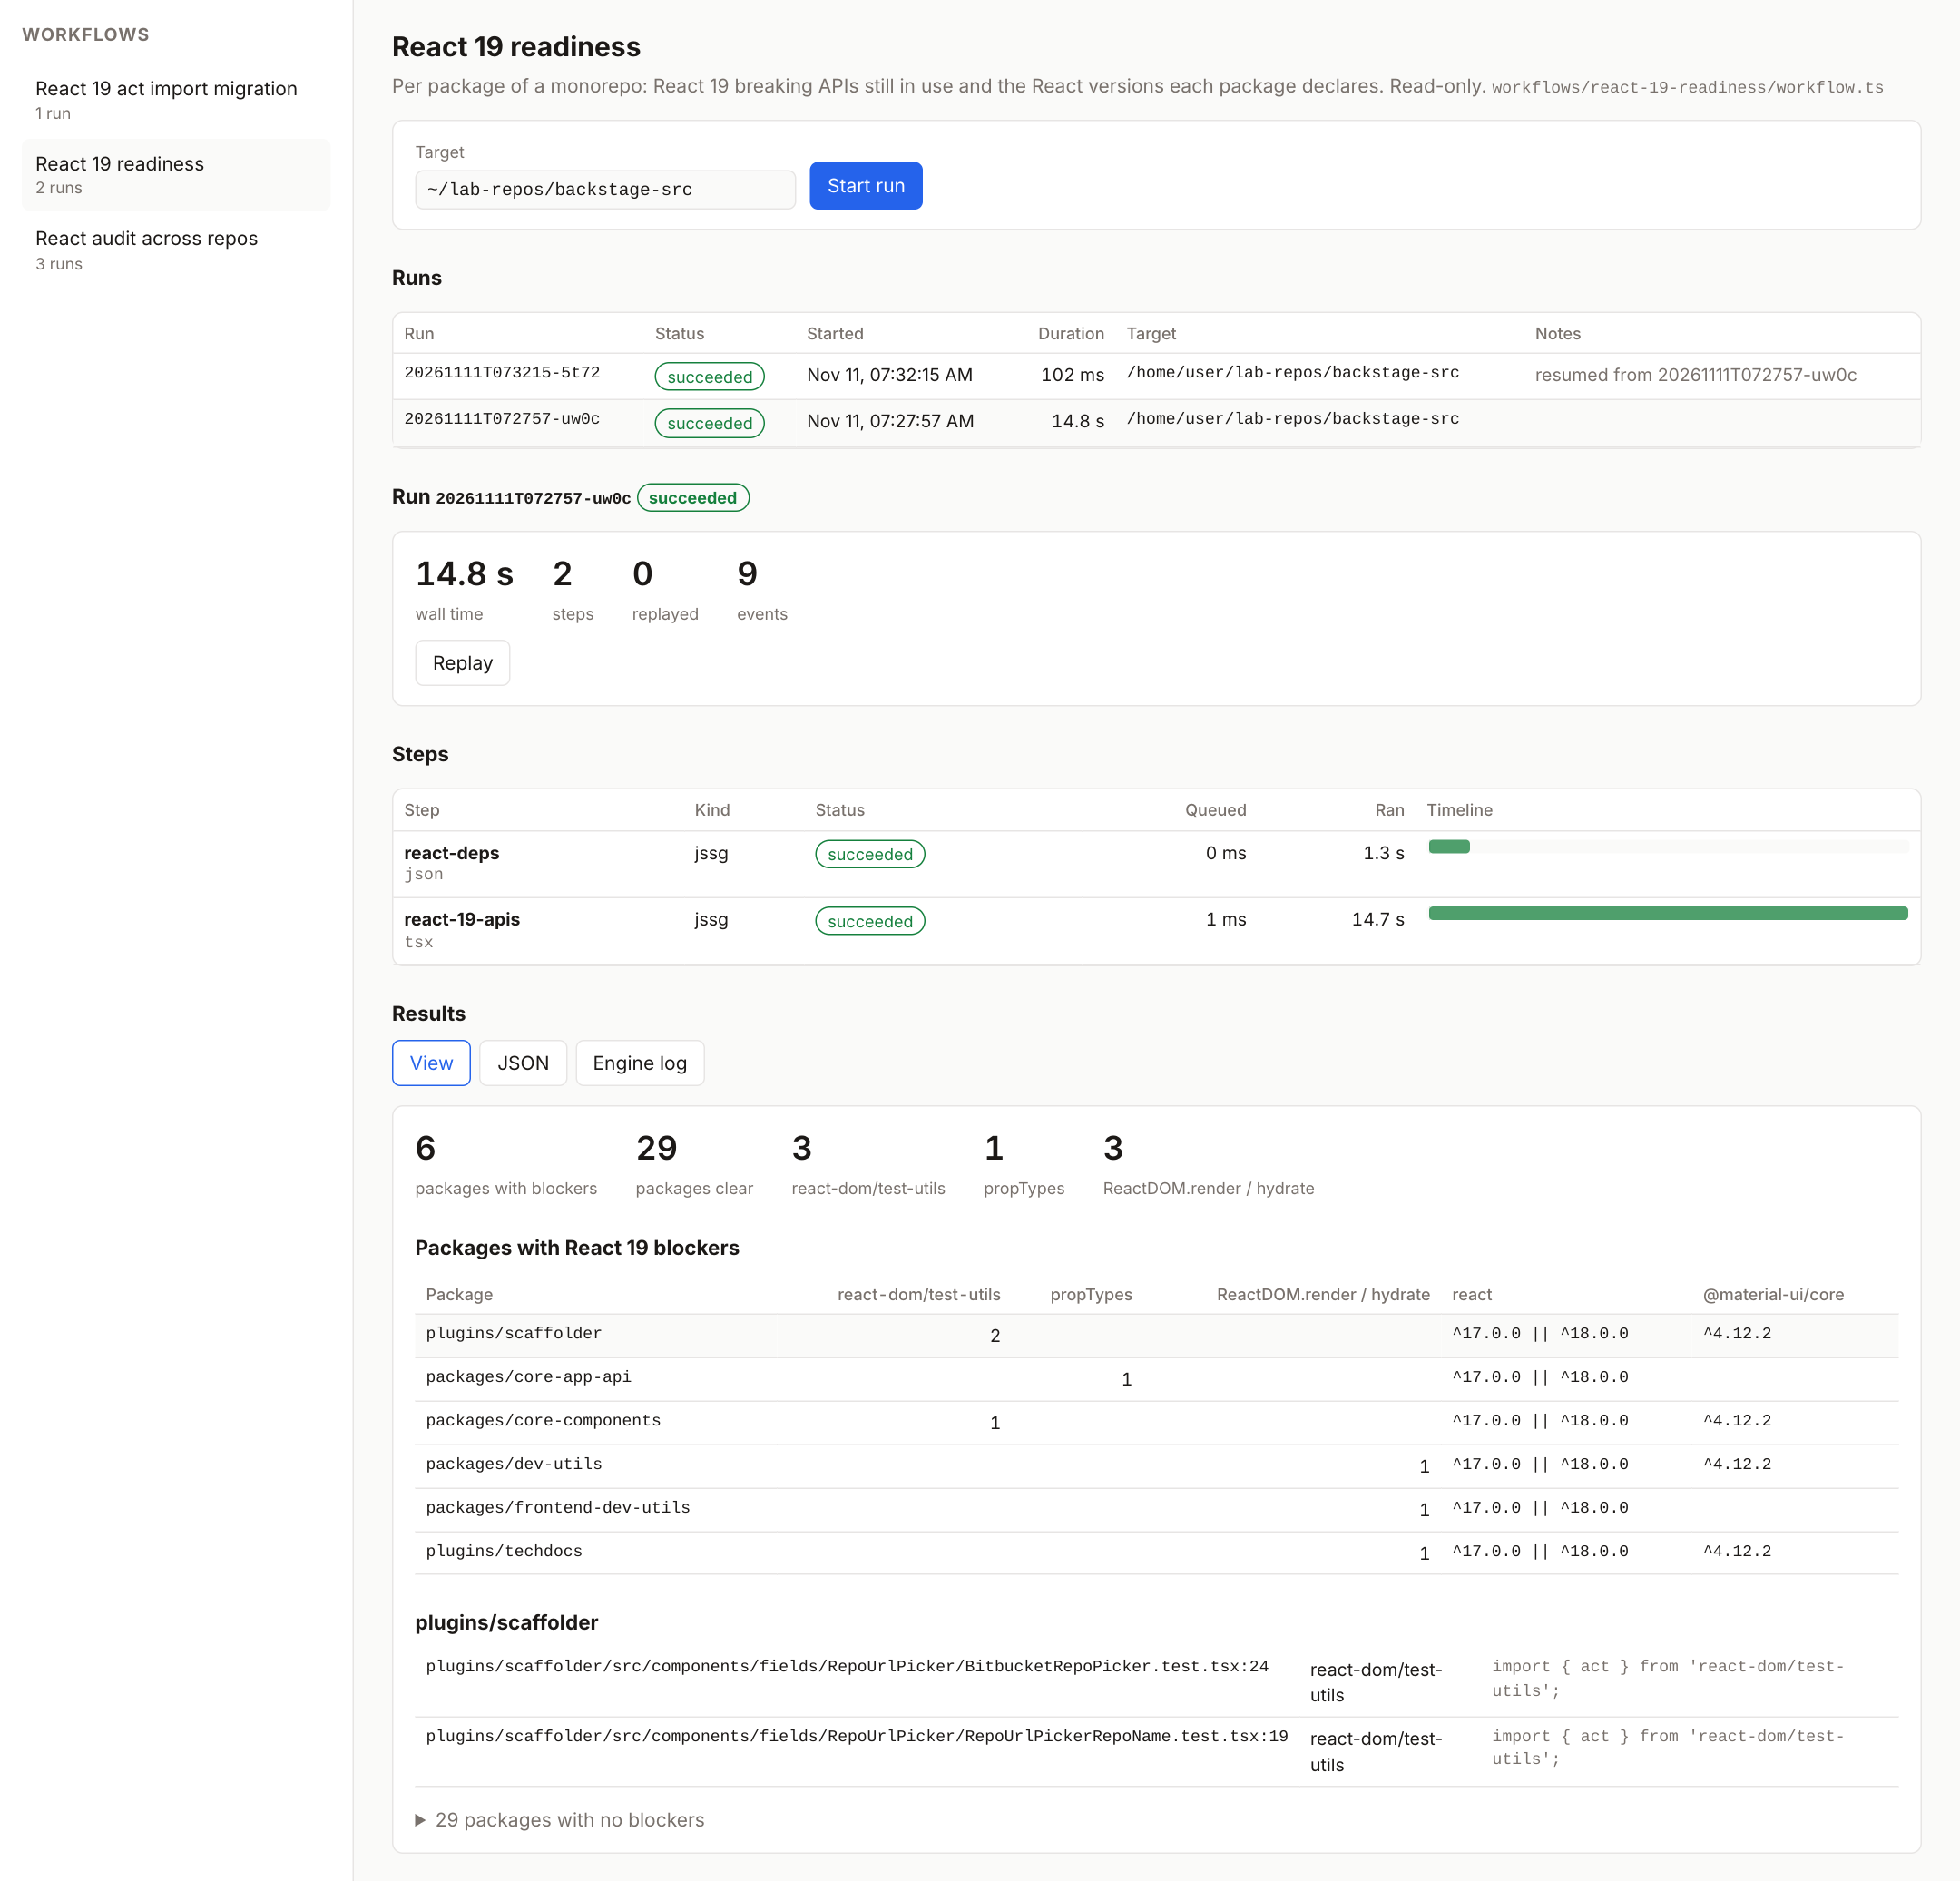 WORKFLOWS
React 19 act import migration
1 run
React 19 readiness
2 runs
React audit across repos
3 runs
React 19 readiness
Per package of a monorepo: React 19 breaking APIs still in use and the React versions each package declares. Read-only. workflows/react-19-readiness/workflow.ts
Target
~/lab-repos/backstage-src
Start run
Runs
Run Status Started Duration Target Notes
20261111T073215-5t72 succeeded Nov 11, 07:32:15 AM 102 ms /home/user/lab-repos/backstage-src resumed from 20261111T072757-uw0c
20261111T072757-uw0c succeeded Nov 11, 07:27:57 AM 14.8 s /home/user/lab-repos/backstage-src
Run 20261111T072757-uw0c succeeded
14.8 s 2 0 9
wall time steps replayed events
Replay
Steps
Step Kind Status Queued Ran Timeline
react-deps jssg succeeded 0 ms 1.3 s
json
react-19-apis jssg succeeded 1 ms 14.7 s
tsx
Results
View JSON Engine log
6 29 3 1 3
packages with blockers packages clear react-dom/test-utils propTypes ReactDOM.render / hydrate
Packages with React 19 blockers
Package react-dom/test-utils propTypes ReactDOM.render / hydrate react @material-ui/core
plugins/scaffolder 2 ^17.0.0 || ^18.0.0 ^4.12.2
packages/core-app-api 1 ^17.0.0 || ^18.0.0
packages/core-components 1 ^17.0.0 || ^18.0.0 ^4.12.2
packages/dev-utils 1 ^17.0.0 || ^18.0.0 ^4.12.2
packages/frontend-dev-utils 1 ^17.0.0 || ^18.0.0
plugins/techdocs 1 ^17.0.0 || ^18.0.0 ^4.12.2
plugins/scaffolder
plugins/scaffolder/src/components/fields/RepoUrlPicker/BitbucketRepoPicker.test.tsx:24 react-dom/test- import { act } from 'react-dom/test-
utils utils';
plugins/scaffolder/src/components/fields/RepoUrlPicker/RepoUrlPickerRepoName.test.tsx:19 react-dom/test- import { act } from 'react-dom/test-
utils utils';
29 packages with no blockers